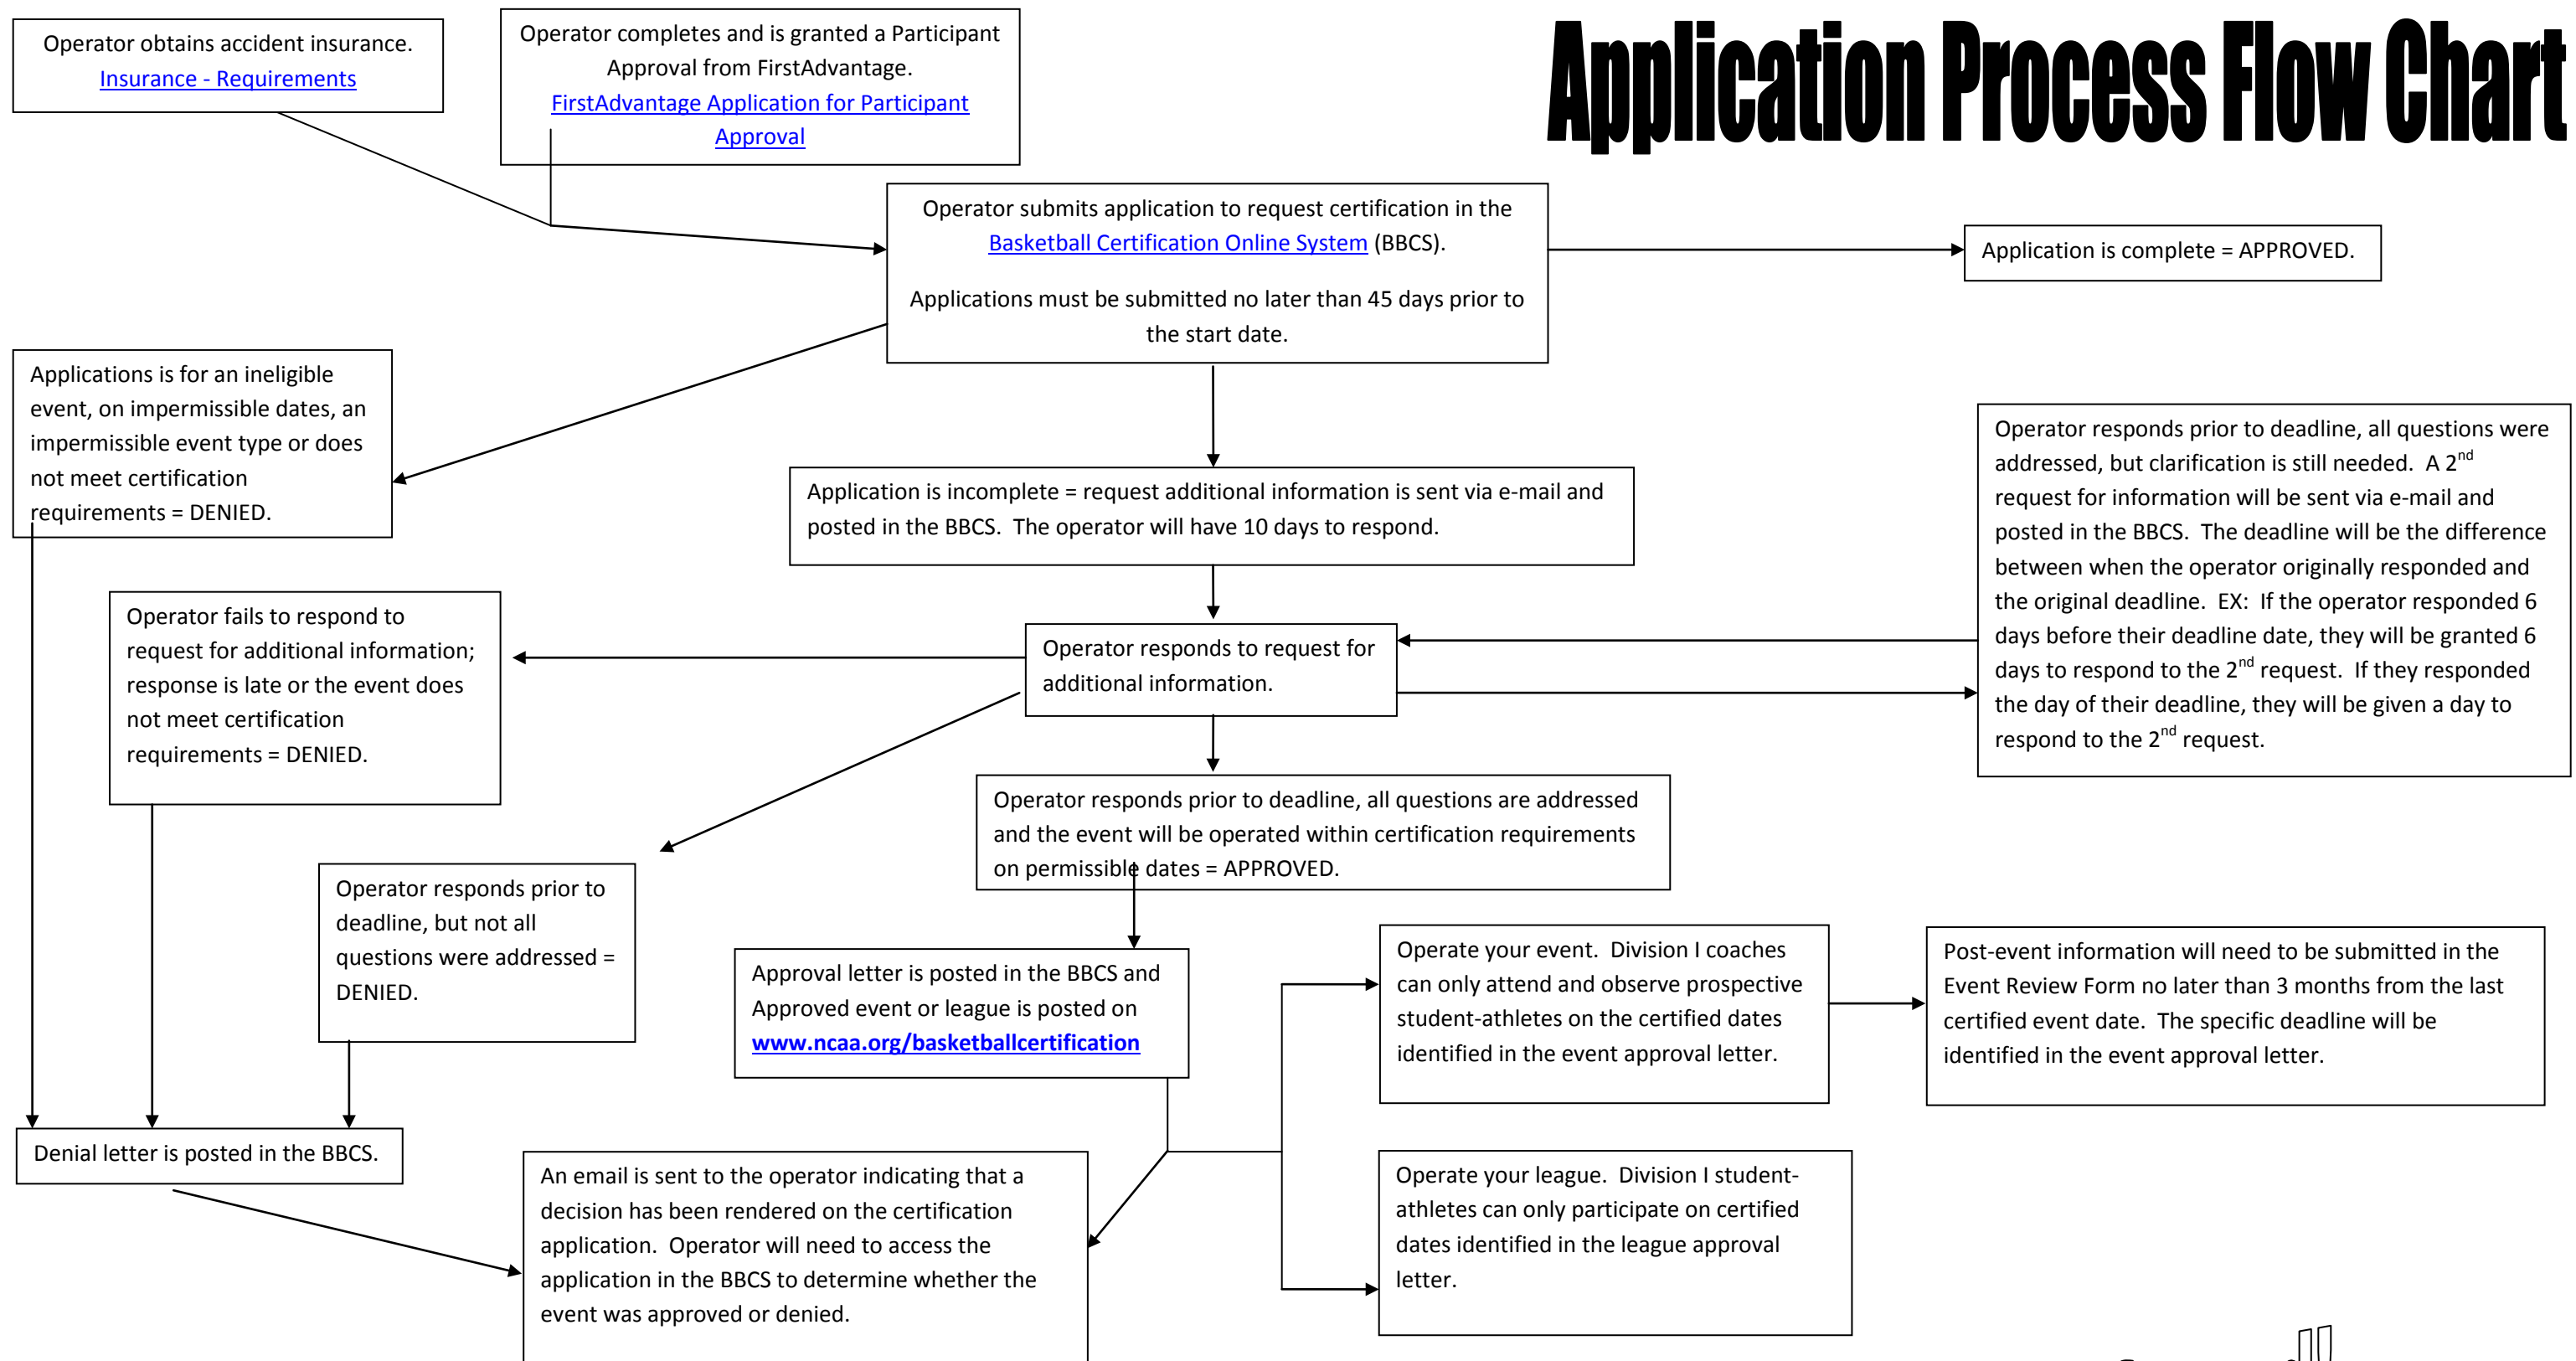 Application Process Flow Chart
Operator obtains accident insurance.
Insurance - Requirements
Operator completes and is granted a Participant
Approval from FirstAdvantage.
FirstAdvantage Application for Participant
Approval
Operator submits application to request certification in the
Basketball Certification Online System (BBCS).
Applications must be submitted no later than 45 days prior to
the start date.
Application is complete = APPROVED.
Applications is for an ineligible
event, on impermissible dates, an
impermissible event type or does
not meet certification
requirements = DENIED.
Application is incomplete = request additional information is sent via e-mail and
posted in the BBCS.  The operator will have 10 days to respond.
Operator responds prior to deadline, all questions were
addressed, but clarification is still needed.  A 2nd
request for information will be sent via e-mail and
posted in the BBCS.  The deadline will be the difference
between when the operator originally responded and
the original deadline.  EX:  If the operator responded 6
days before their deadline date, they will be granted 6
days to respond to the 2nd request.  If they responded
the day of their deadline, they will be given a day to
respond to the 2nd request.
Operator fails to respond to
request for additional information;
response is late or the event does
not meet certification
requirements = DENIED.
Operator responds to request for
additional information.
Operator responds prior to deadline, all questions are addressed
and the event will be operated within certification requirements
on permissible dates = APPROVED.
Operator responds prior to
deadline, but not all
questions were addressed =
DENIED.
Approval letter is posted in the BBCS and
Approved event or league is posted on
www.ncaa.org/basketballcertification
Operate your event.  Division I coaches
can only attend and observe prospective
student-athletes on the certified dates
identified in the event approval letter.
Post-event information will need to be submitted in the
Event Review Form no later than 3 months from the last
certified event date.  The specific deadline will be
identified in the event approval letter.
Denial letter is posted in the BBCS.
An email is sent to the operator indicating that a
decision has been rendered on the certification
application.  Operator will need to access the
application in the BBCS to determine whether the
event was approved or denied.
Operate your league.  Division I student-
athletes can only participate on certified
dates identified in the league approval
letter.